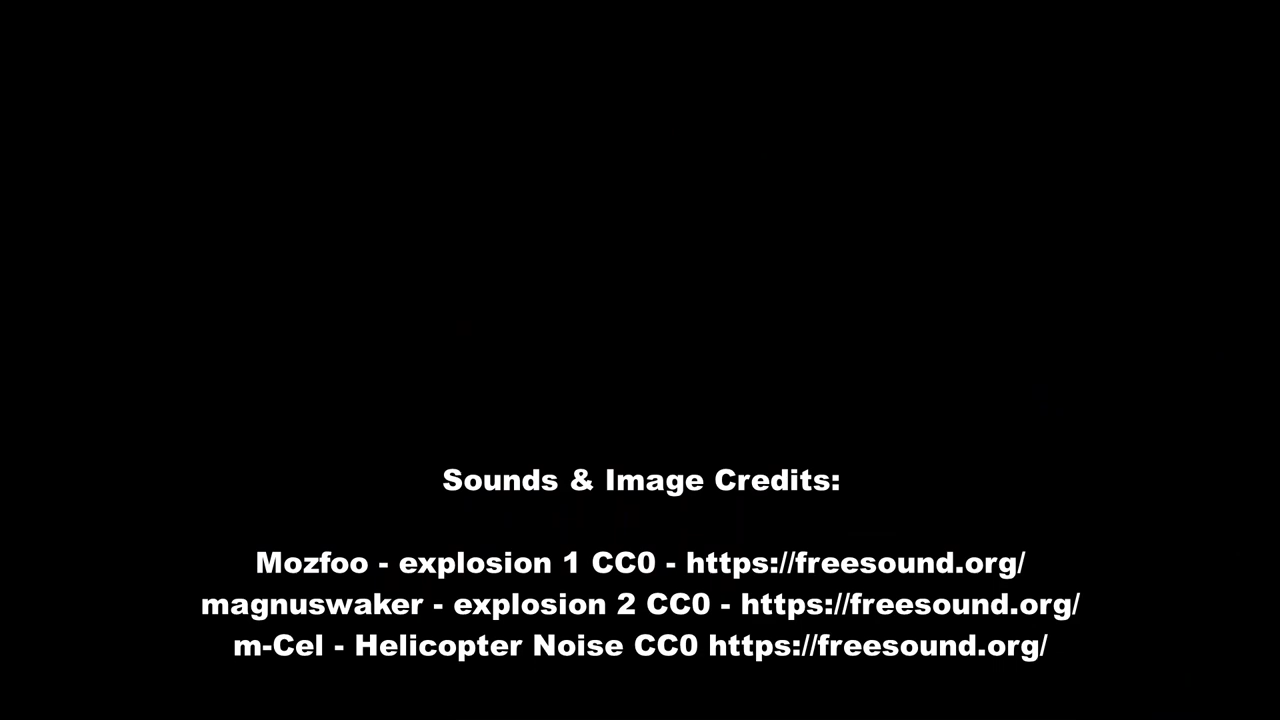 Sounds & Image Credits:
Mozfoo - explosion 1 CC0 - https://freesound.org/
magnuswaker - explosion 2 CC0 - https://freesound.org/
m-Cel - Helicopter Noise CC0 https://freesound.org/